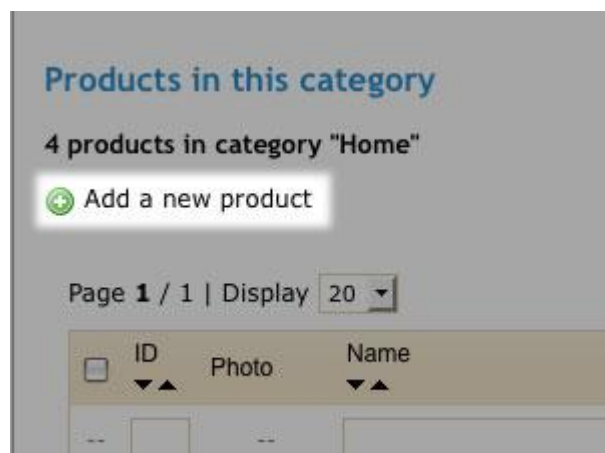 Products in this category
4 products in category "Home"
Add a new product
Page 1 / 1 | Display 20
ID Photo Name
-- --